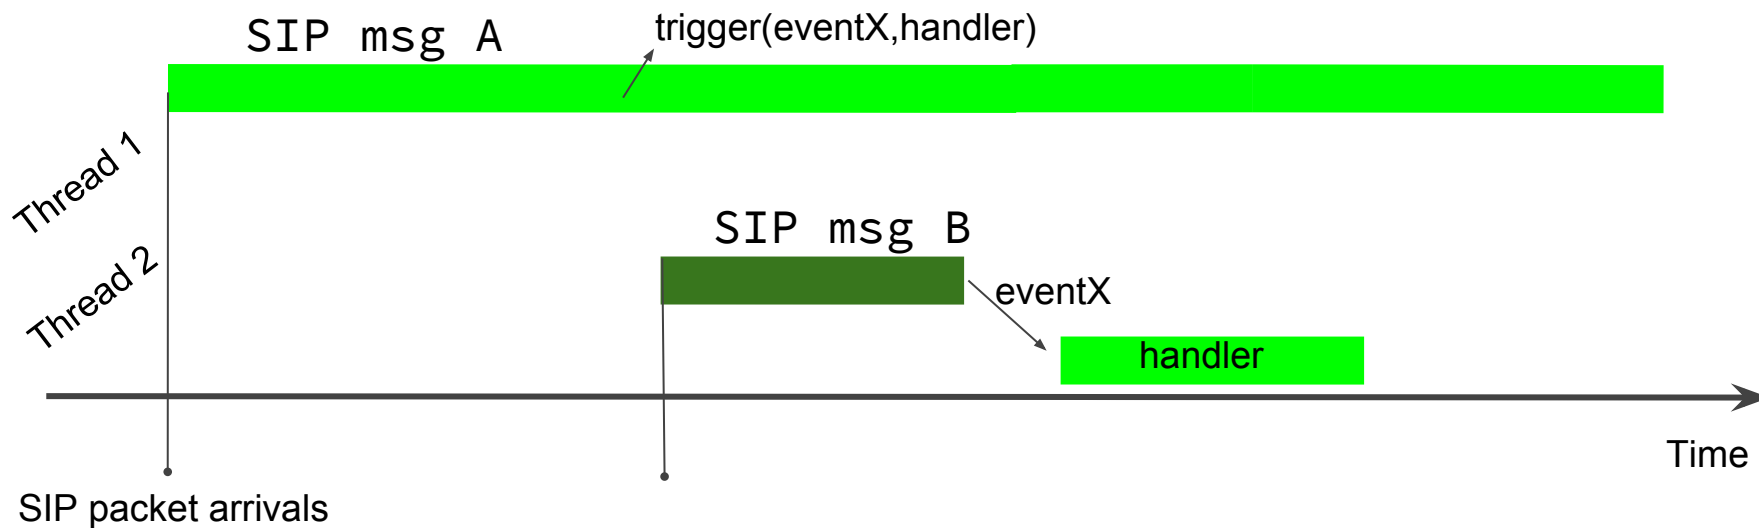 SIP msg A
trigger(eventX,handler)
Thread 1
SIP msg B
Thread 2
eventX
handler
Time
SIP packet arrivals